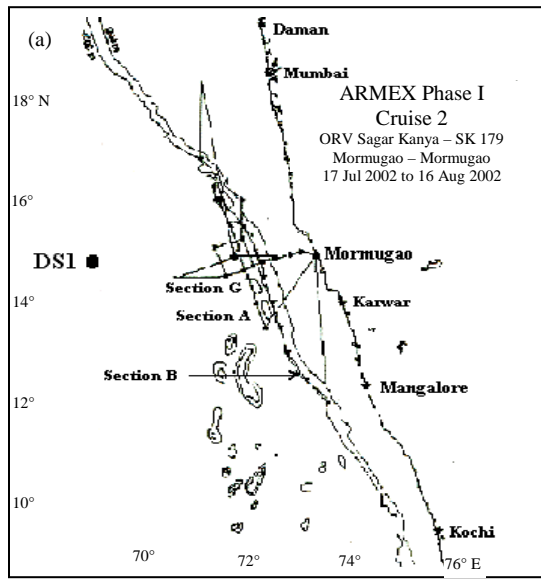 (a)
Daman
Mumbai
ARMEX Phase I
Cruise 2
ORV Sagar Kanya – SK 179
Mormugao – Mormugao
17 Jul 2002 to 16 Aug 2002
18° N
16°
DS1
Mormugao
Section G
14°
Karwar
Section A
Section B
12°
Mangalore
10°
Kochi
70°
72°
74°
76° E